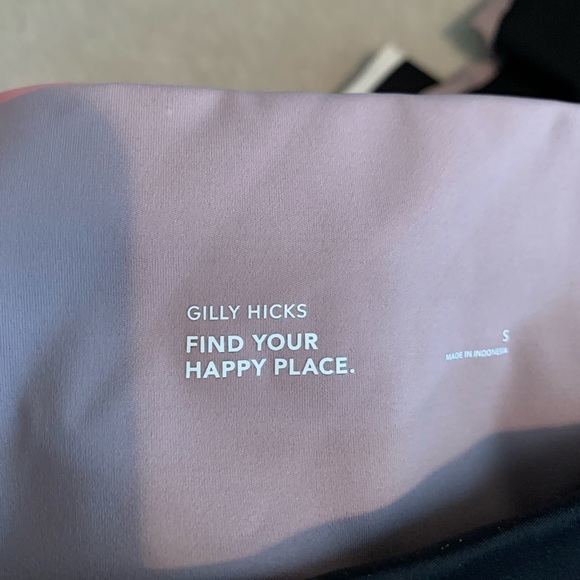 GILLY HICKS
FIND YOUR
HAPPY PLACE.
S
MADE IN INDONESIA